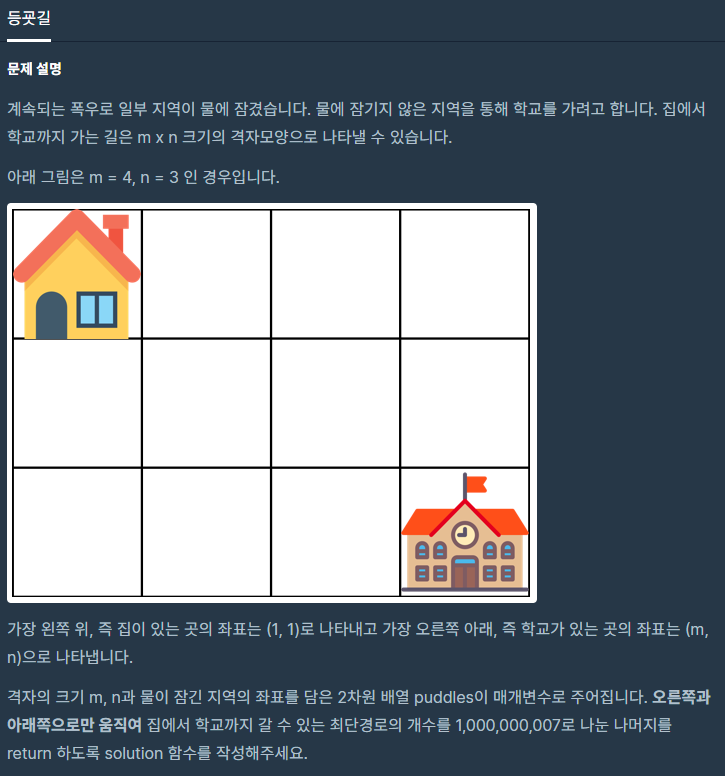 등굣길
문제 설명
계속되는 폭우로 일부 지역이 물에 잠겼습니다. 물에 잠기지 않은 지역을 통해 학교를 가려고 합니다. 집에서
학교까지 가는 길은 m x n 크기의 격자모양으로 나타낼 수 있습니다.
아래 그림은 m = 4, n = 3 인 경우입니다.
가장 왼쪽 위, 즉 집이 있는 곳의 좌표는 (1, 1)로 나타내고 가장 오른쪽 아래, 즉 학교가 있는 곳의 좌표는 (m,
n)으로 나타냅니다.
격자의 크기 m, n과 물이 잠긴 지역의 좌표를 담은 2차원 배열 puddles이 매개변수로 주어집니다. 오른쪽과
아래쪽으로만 움직여 집에서 학교까지 갈 수 있는 최단경로의 개수를 1,000,000,007로 나눈 나머지를
return 하도록 solution 함수를 작성해주세요.